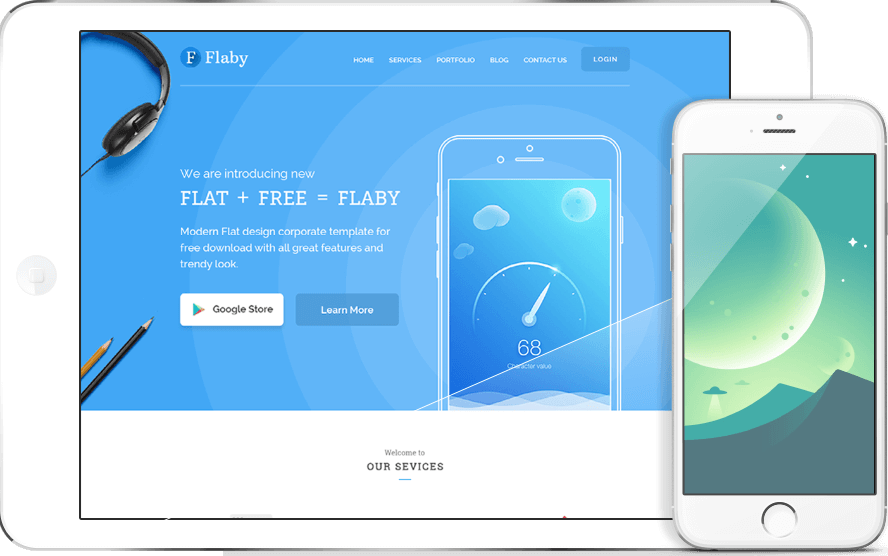 F Flaby
HOME SERVICES PORTFOLIO BLOG CONTACT US LOGIN
We are introducing new
FLAT + FREE = FLABY
Modern Flat design corporate template for
free download with all great features and
trendy look.
Google Store Learn More
68
Character value
Welcome to
OUR SEVICES